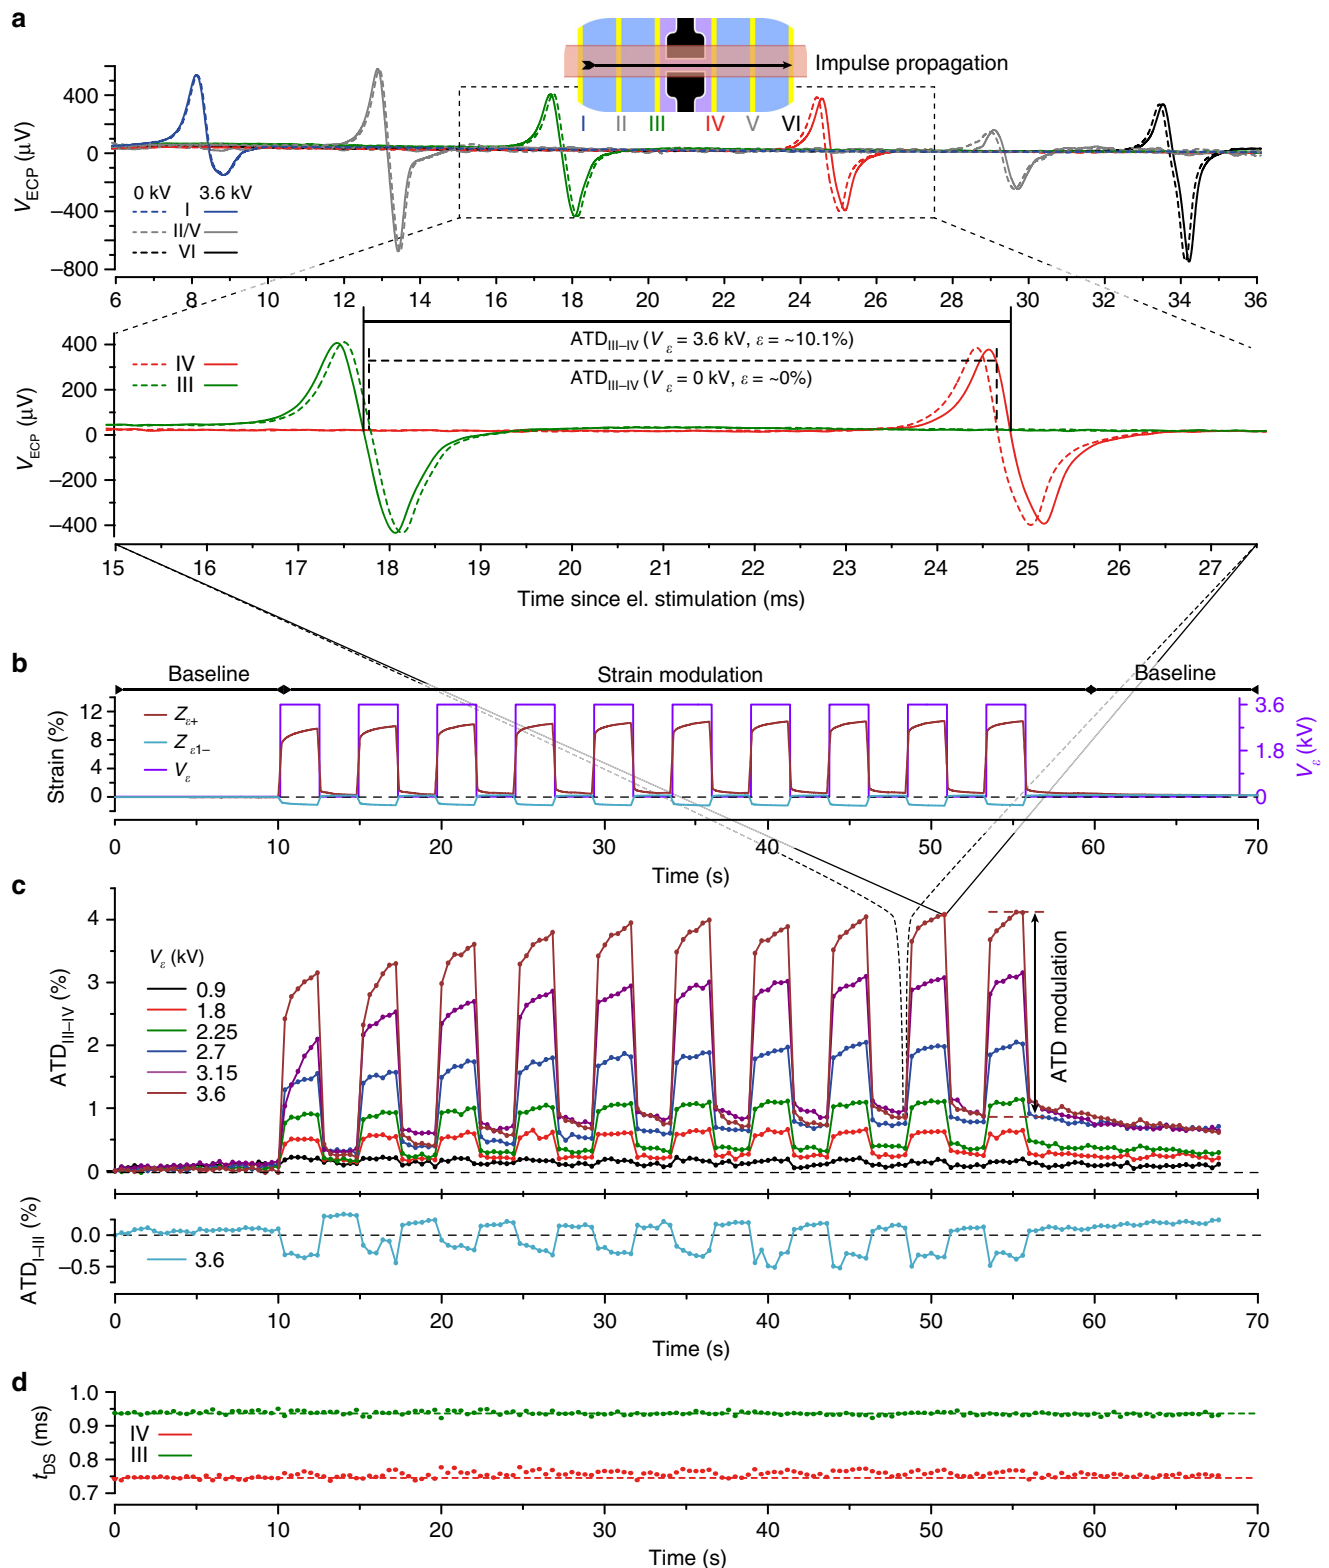 a
Impulse propagation
I II III IV V VI
V_ECP (µV)
400
0
−400
−800
0 kV 3.6 kV
I
II/V
VI
6 8 10 12 14 16 18 20 22 24 26 28 30 32 34 36
ATD_III–IV (V_ε = 3.6 kV, ε = ~10.1%)
ATD_III–IV (V_ε = 0 kV, ε = ~0%)
V_ECP (µV)
400
200
0
−200
−400
IV
III
15 16 17 18 19 20 21 22 23 24 25 26 27
Time since el. stimulation (ms)
b
Baseline Strain modulation Baseline
Strain (%)
12
8
4
0
Z_ε+
Z_ε1−
V_ε
3.6
1.8
0
V_ε (kV)
0 10 20 30 40 50 60 70
Time (s)
c
ATD_III–IV (%)
4
3
2
1
0
V_ε (kV)
0.9
1.8
2.25
2.7
3.15
3.6
ATD modulation
ATD_I–III (%)
0.0
−0.5
3.6
0 10 20 30 40 50 60 70
Time (s)
d
t_DS (ms)
1.0
0.9
0.8
0.7
IV
III
0 10 20 30 40 50 60 70
Time (s)